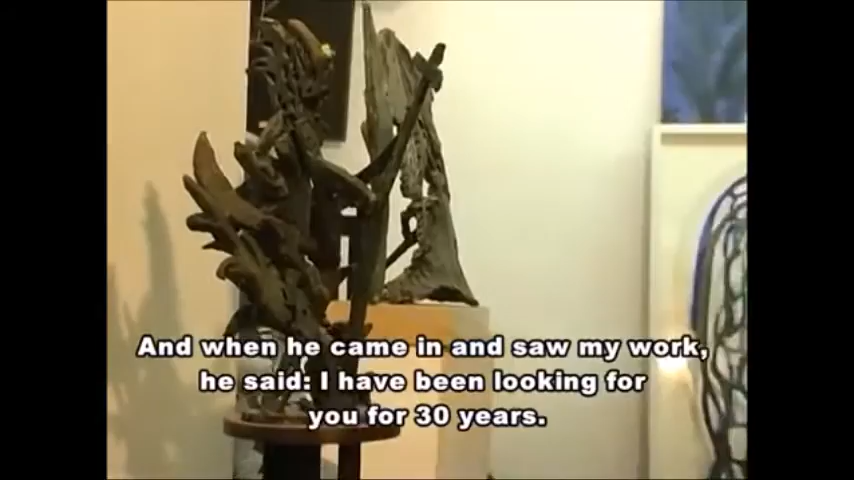 And when he came in and saw my work,
he said: I have been looking for
you for 30 years.